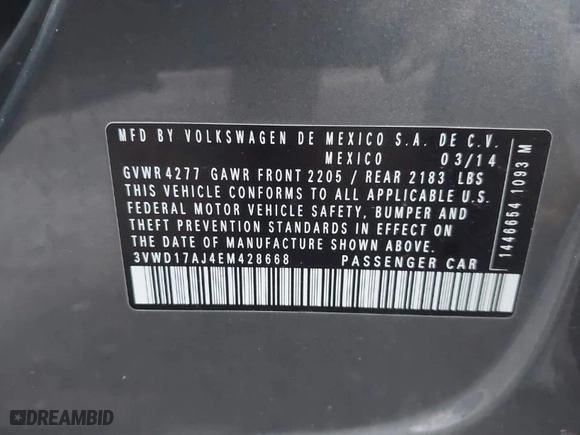 MFD BY VOLKSWAGEN DE MEXICO S.A. DE C.V.
MEXICO 03/14
GVWR 4277 GAWR FRONT 2205 / REAR 2183 LBS
THIS VEHICLE CONFORMS TO ALL APPLICABLE U.S.
FEDERAL MOTOR VEHICLE SAFETY, BUMPER AND
THEFT PREVENTION STANDARDS IN EFFECT ON THE
DATE OF MANUFACTURE SHOWN ABOVE.
3VWD17AJ4EM428668 PASSENGER CAR
1446654 1093 M
DREAMBID